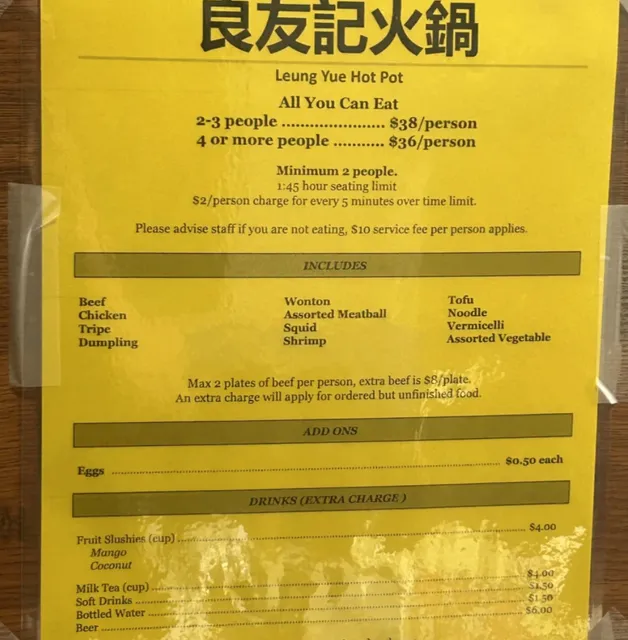 良友記火鍋
Leung Yue Hot Pot
All You Can Eat
2-3 people ........................ $38/person
4 or more people ........... $36/person
Minimum 2 people.
1:45 hour seating limit
$2/person charge for every 5 minutes over time limit.
Please advise staff if you are not eating, $10 service fee per person applies.
INCLUDES
Beef Wonton Tofu
Chicken Assorted Meatball Noodle
Tripe Squid Vermicelli
Dumpling Shrimp Assorted Vegetable
Max 2 plates of beef per person, extra beef is $8/plate.
An extra charge will apply for ordered but unfinished food.
ADD ONS
Eggs ........................ $0.50 each
DRINKS (EXTRA CHARGE )
Fruit Slushies (cup) ........................ $4.00
Mango
Coconut
Milk Tea (cup) ........................ $4.00
Soft Drinks ........................ $1.50
Bottled Water ........................ $1.50
Beer ........................ $6.00